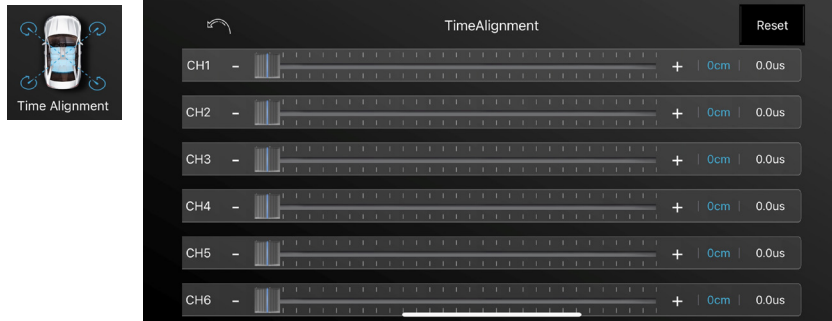 Time Alignment
TimeAlignment
Reset
CH1 - + 0cm 0.0us
CH2 - + 0cm 0.0us
CH3 - + 0cm 0.0us
CH4 - + 0cm 0.0us
CH5 - + 0cm 0.0us
CH6 - + 0cm 0.0us